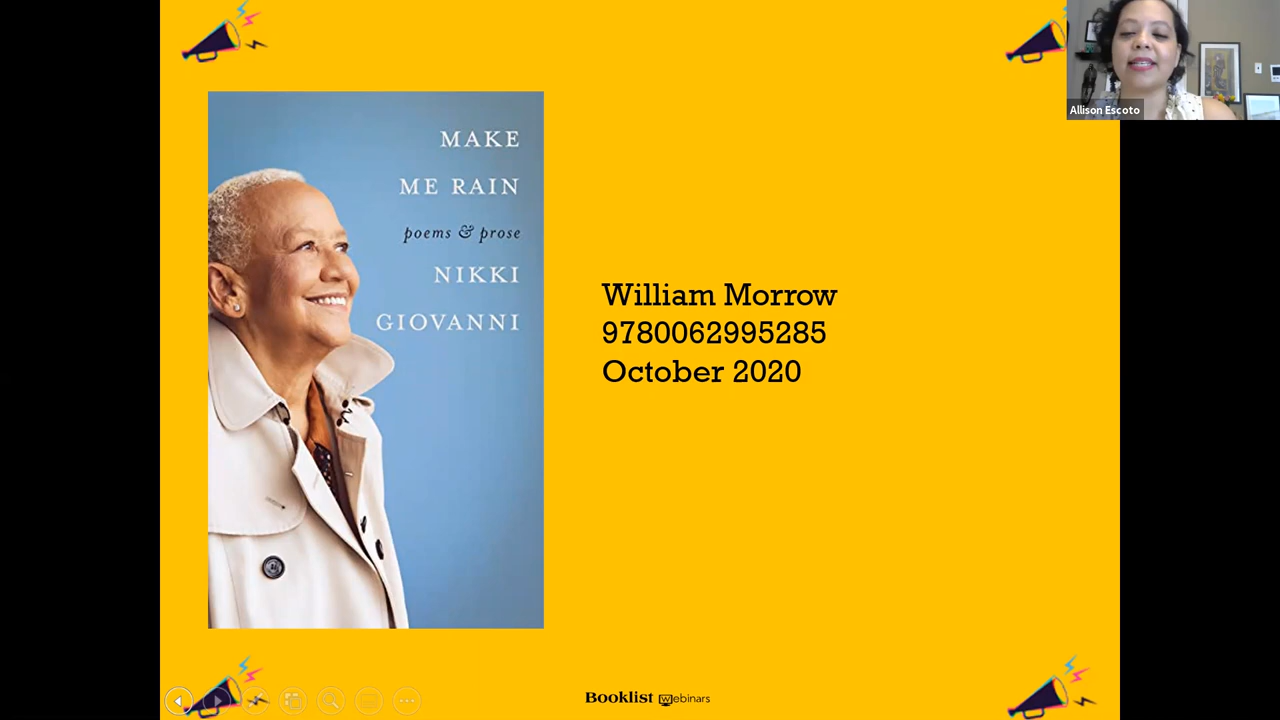 Allison Escoto
MAKE
ME RAIN
poems & prose
NIKKI
GIOVANNI
William Morrow
9780062995285
October 2020
Booklist Webinars